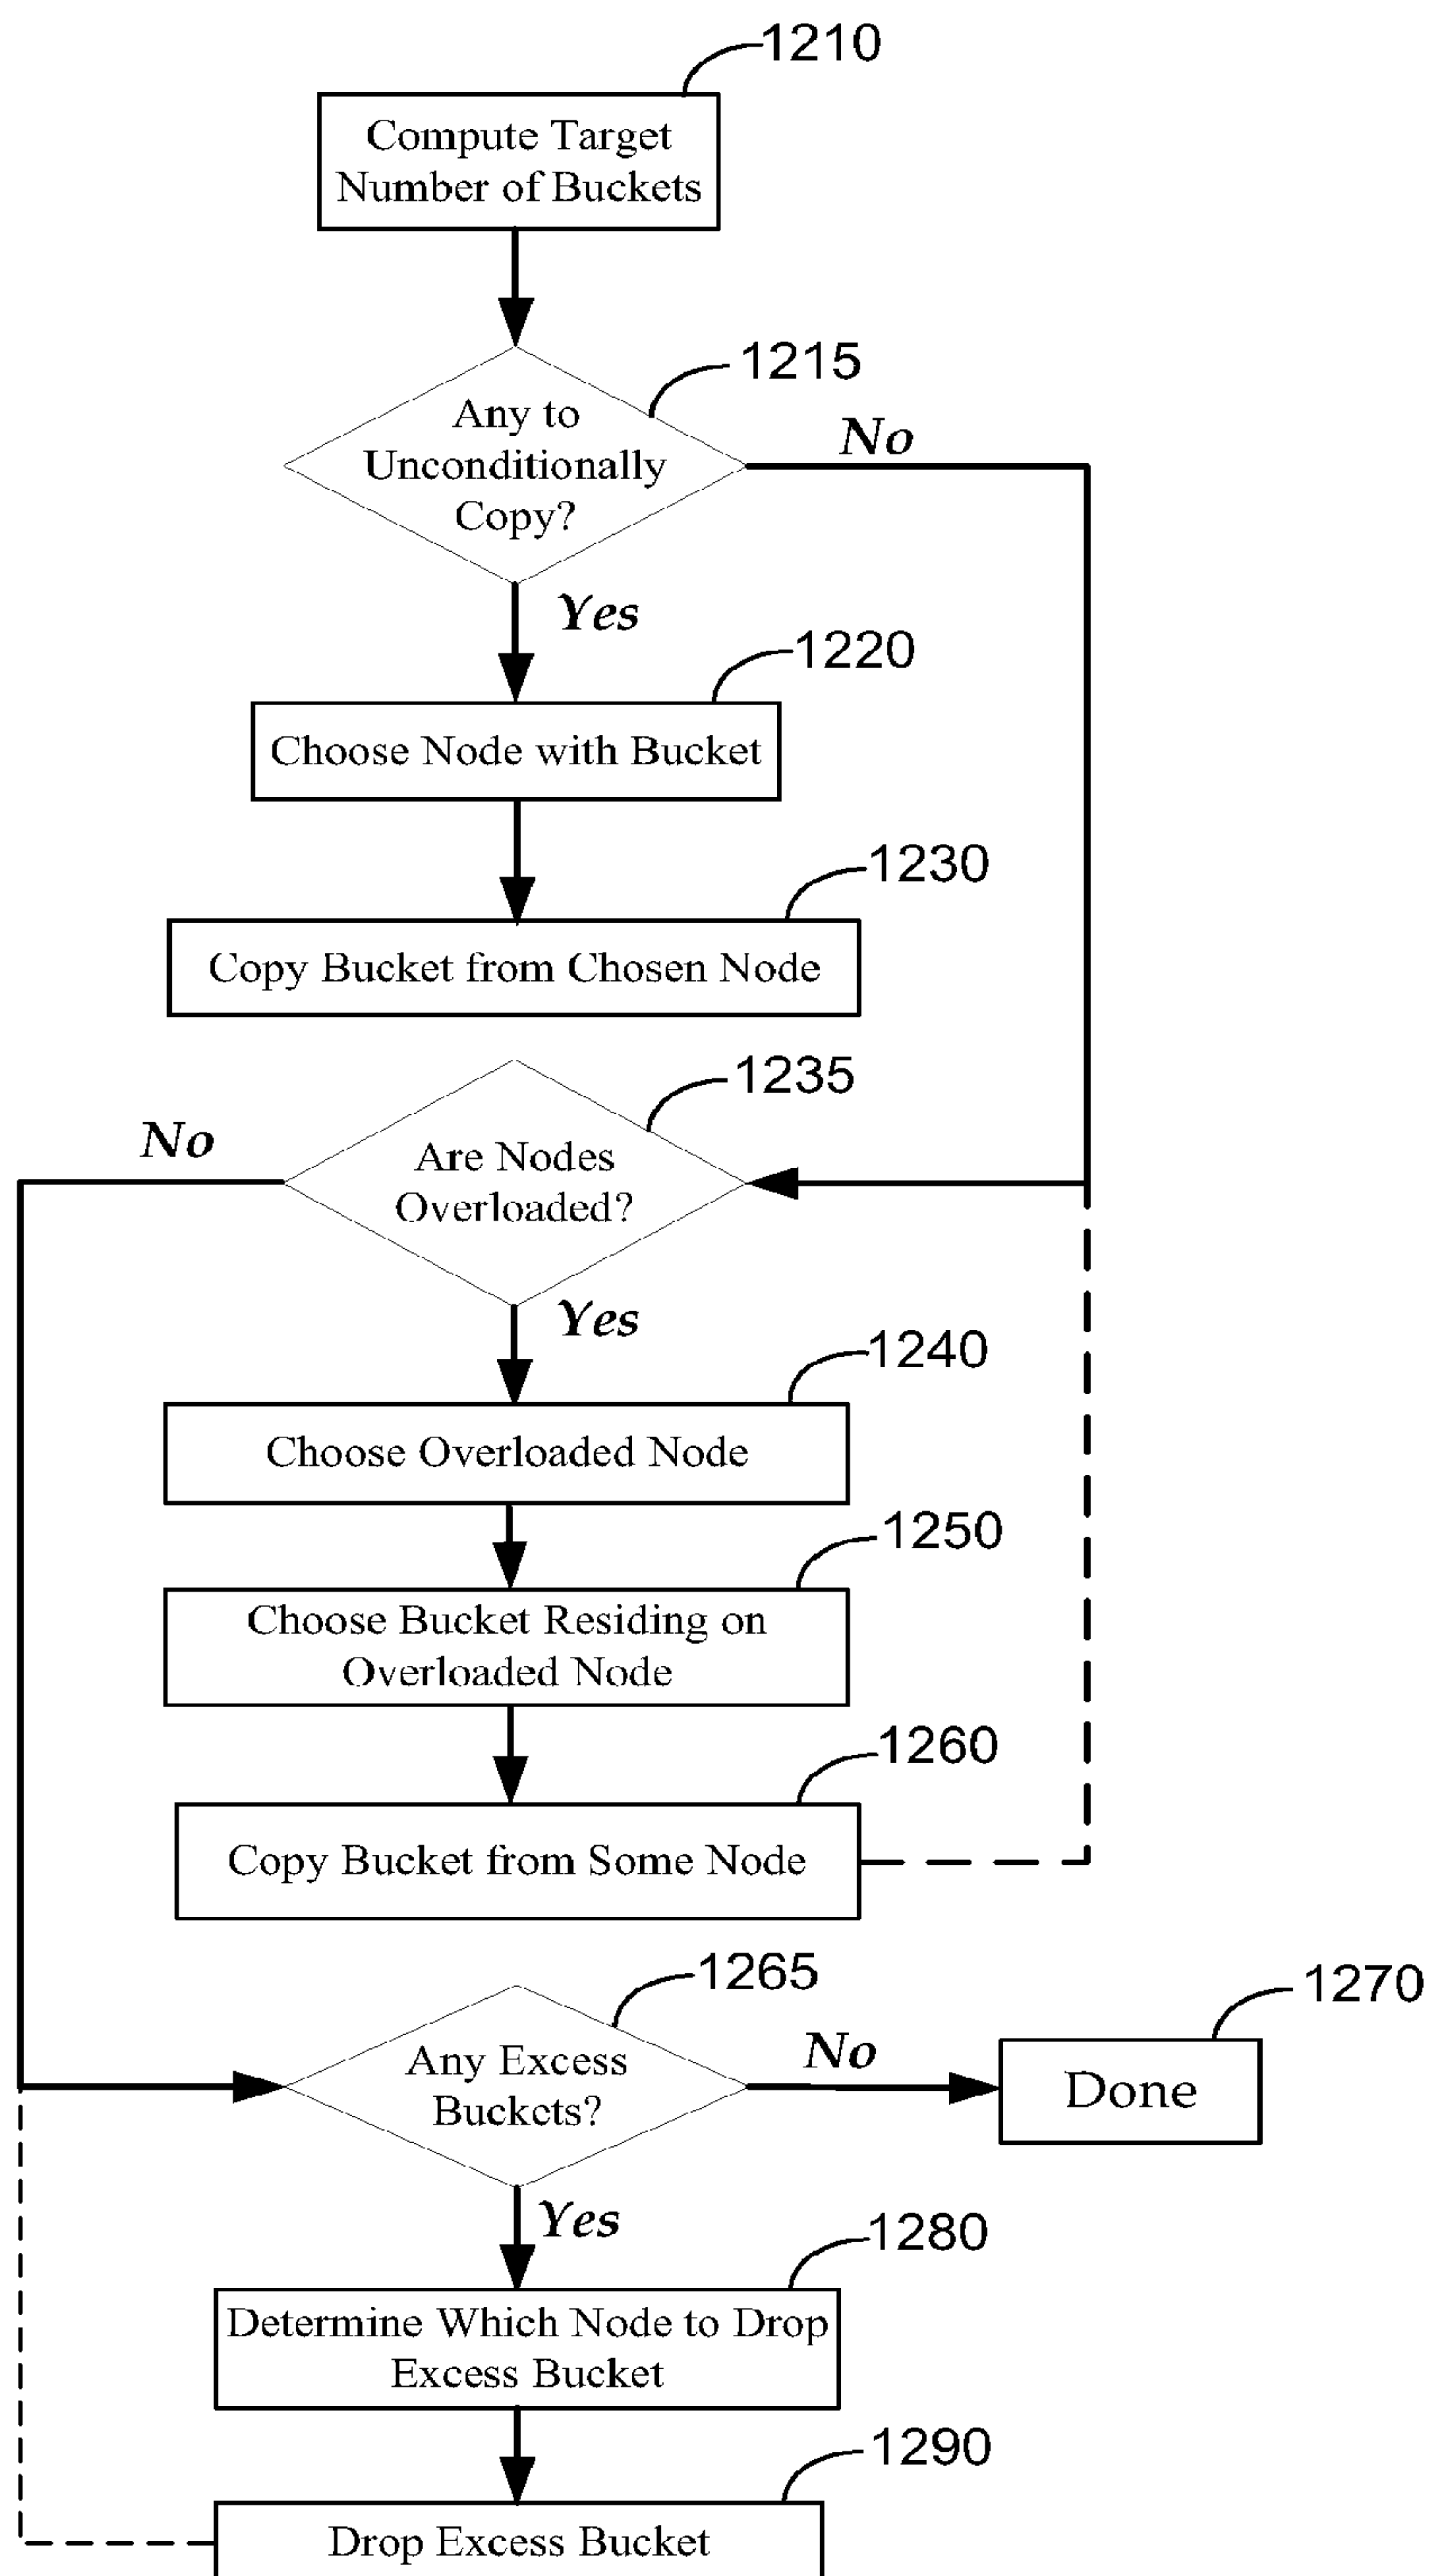 1210
Compute Target
Number of Buckets
1215
Any to
Unconditionally
Copy?
No
Yes
1220
Choose Node with Bucket
1230
Copy Bucket from Chosen Node
1235
No
Are Nodes
Overloaded?
Yes
1240
Choose Overloaded Node
1250
Choose Bucket Residing on
Overloaded Node
1260
Copy Bucket from Some Node
1265
1270
Any Excess
Buckets?
No
Done
Yes
1280
Determine Which Node to Drop
Excess Bucket
1290
Drop Excess Bucket